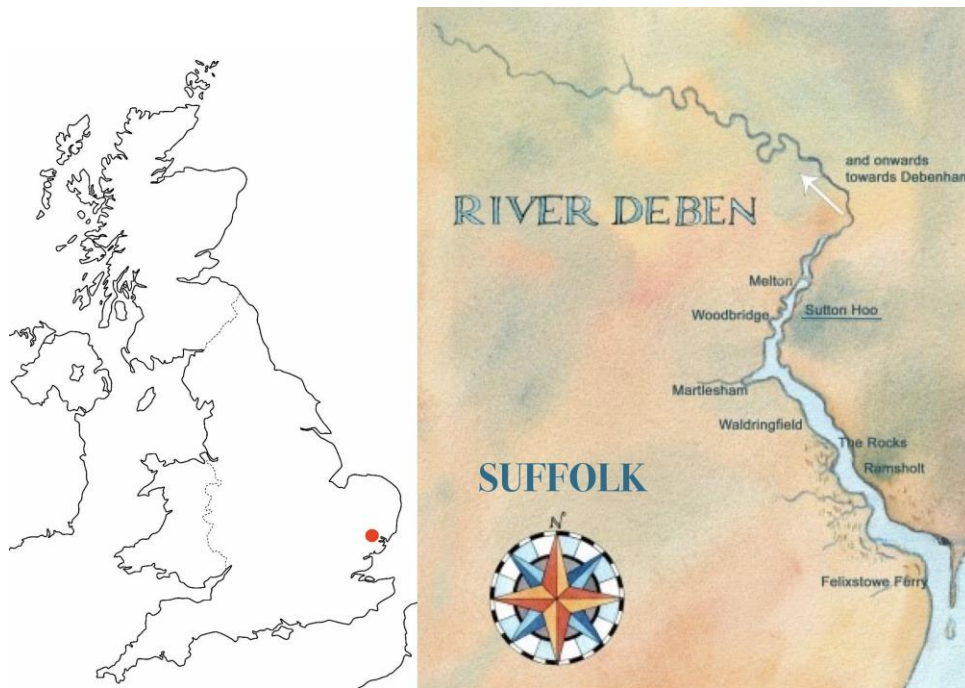 and onwards
towards Debenham
RIVER DEBEN
Melton
Sutton Hoo
Woodbridge
Martlesham
Waldringfield
The Rocks
Ramsholt
SUFFOLK
N
Felixstowe Ferry